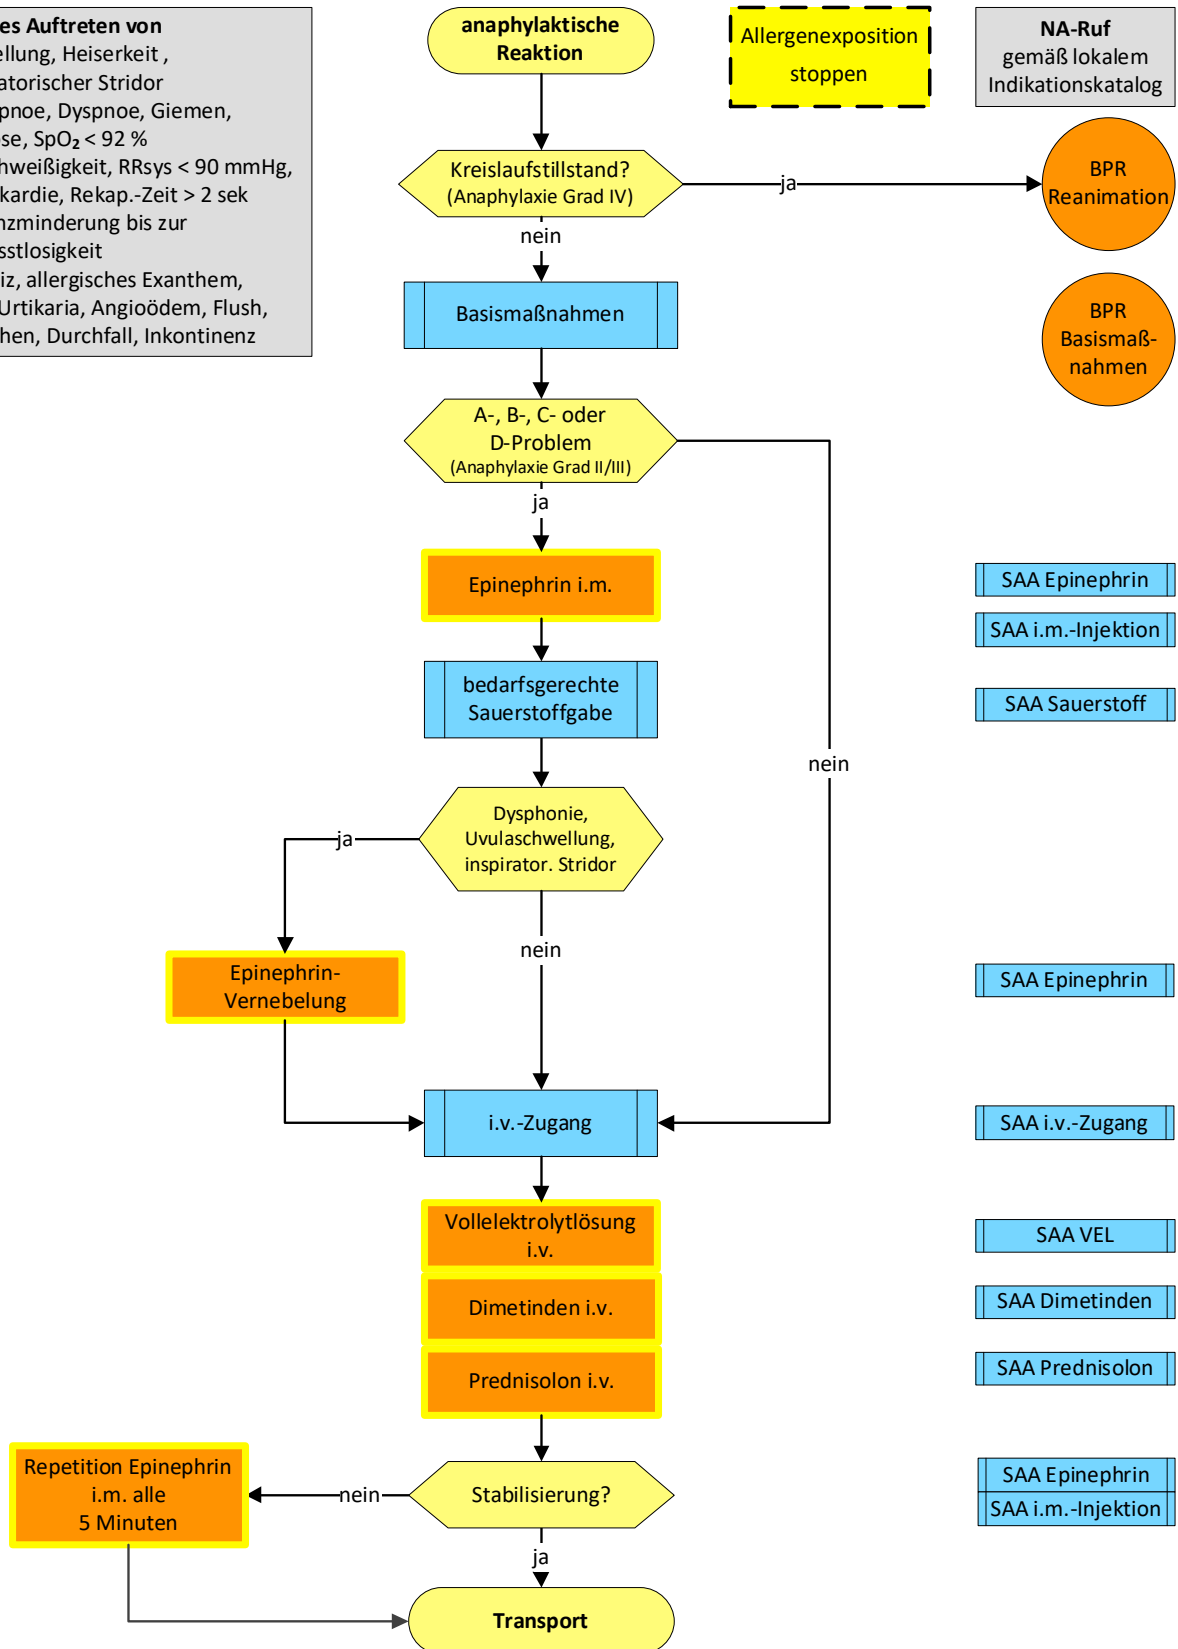 es Auftreten von
ellung, Heiserkeit ,
atorischer Stridor
pnoe, Dyspnoe, Giemen,
se, SpO₂ < 92 %
hweißigkeit, RRsys < 90 mmHg,
kardie, Rekap.-Zeit > 2 sek
nzminderung bis zur
sstlosigkeit
iz, allergisches Exanthem,
Urtikaria, Angioödem, Flush,
hen, Durchfall, Inkontinenz
anaphylaktische
Reaktion
Allergenexposition
stoppen
NA-Ruf
gemäß lokalem
Indikationskatalog
Kreislaufstillstand?
(Anaphylaxie Grad IV)
ja
BPR
Reanimation
nein
Basismaßnahmen
BPR
Basismaß-
nahmen
A-, B-, C- oder
D-Problem
(Anaphylaxie Grad II/III)
ja
Epinephrin i.m.
SAA Epinephrin
SAA i.m.-Injektion
bedarfsgerechte
Sauerstoffgabe
SAA Sauerstoff
nein
Dysphonie,
Uvulaschwellung,
inspirator. Stridor
ja
nein
Epinephrin-
Vernebelung
SAA Epinephrin
i.v.-Zugang
SAA i.v.-Zugang
Vollelektrolytlösung
i.v.
SAA VEL
Dimetinden i.v.
SAA Dimetinden
Prednisolon i.v.
SAA Prednisolon
Repetition Epinephrin
i.m. alle
5 Minuten
nein
Stabilisierung?
SAA Epinephrin
SAA i.m.-Injektion
ja
Transport